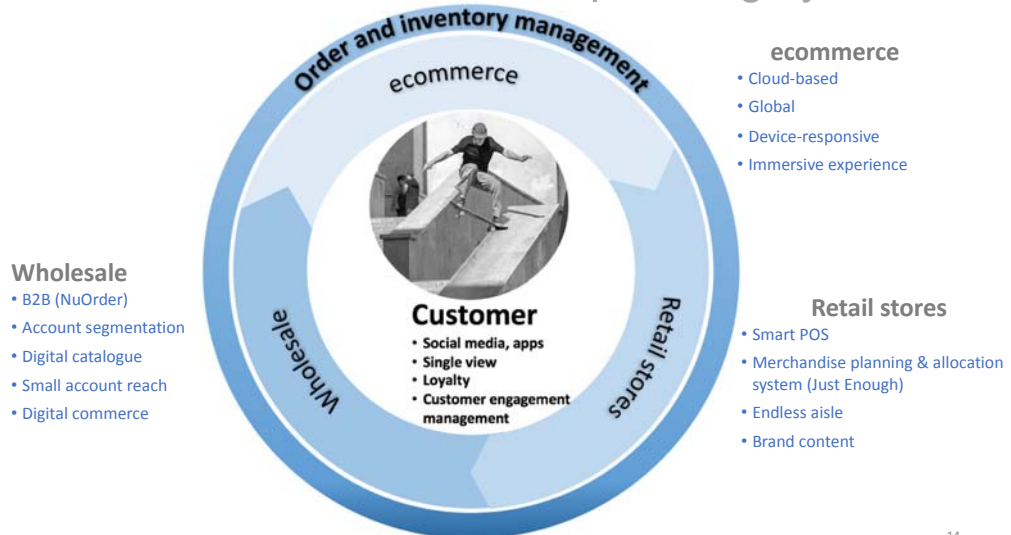 Order and inventory management
ecommerce
Wholesale
Retail stores
Customer
• Social media, apps
• Single view
• Loyalty
• Customer engagement
management
ecommerce
• Cloud-based
• Global
• Device-responsive
• Immersive experience
Wholesale
• B2B (NuOrder)
• Account segmentation
• Digital catalogue
• Small account reach
• Digital commerce
Retail stores
• Smart POS
• Merchandise planning & allocation
system (Just Enough)
• Endless aisle
• Brand content